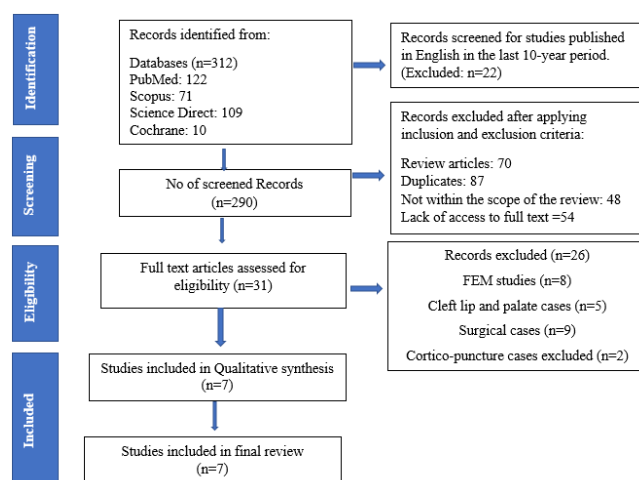 Identification
Records identified from:
Databases (n=312)
PubMed: 122
Scopus: 71
Science Direct: 109
Cochrane: 10
Records screened for studies published
in English in the last 10-year period.
(Excluded: n=22)
Screening
No of screened Records
(n=290)
Records excluded after applying
inclusion and exclusion criteria:
Review articles: 70
Duplicates: 87
Not within the scope of the review: 48
Lack of access to full text =54
Eligibility
Full text articles assessed for
eligibility (n=31)
Records excluded (n=26)
FEM studies (n=8)
Cleft lip and palate cases (n=5)
Surgical cases (n=9)
Cortico-puncture cases excluded (n=2)
Included
Studies included in Qualitative synthesis
(n=7)
Studies included in final review
(n=7)